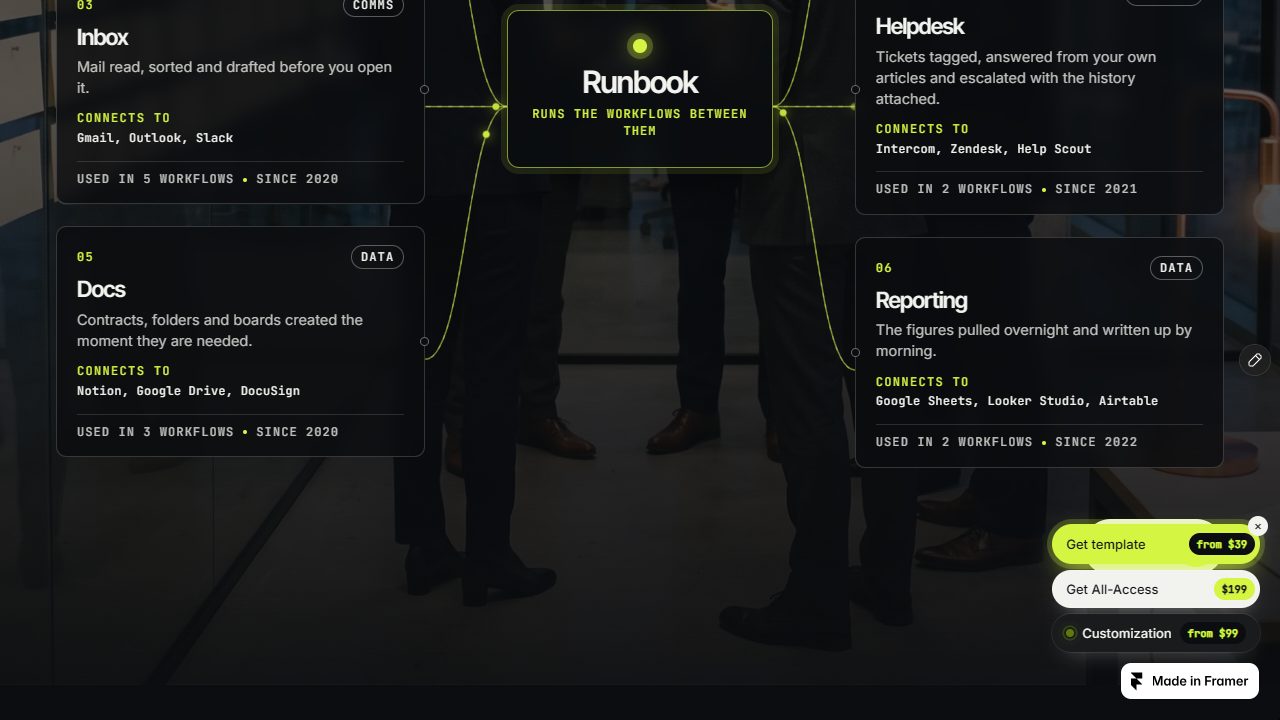 03
COMMS
Inbox
Mail read, sorted and drafted before you open
it.
CONNECTS TO
Gmail, Outlook, Slack
USED IN 5 WORKFLOWS • SINCE 2020
05
DATA
Docs
Contracts, folders and boards created the
moment they are needed.
CONNECTS TO
Notion, Google Drive, DocuSign
USED IN 3 WORKFLOWS • SINCE 2020
Runbook
RUNS THE WORKFLOWS BETWEEN
THEM
Helpdesk
Tickets tagged, answered from your own
articles and escalated with the history
attached.
CONNECTS TO
Intercom, Zendesk, Help Scout
USED IN 2 WORKFLOWS • SINCE 2021
06
DATA
Reporting
The figures pulled overnight and written up by
morning.
CONNECTS TO
Google Sheets, Looker Studio, Airtable
USED IN 2 WORKFLOWS • SINCE 2022
Get template
from $39
Get All-Access
$199
Customization
from $99
Made in Framer